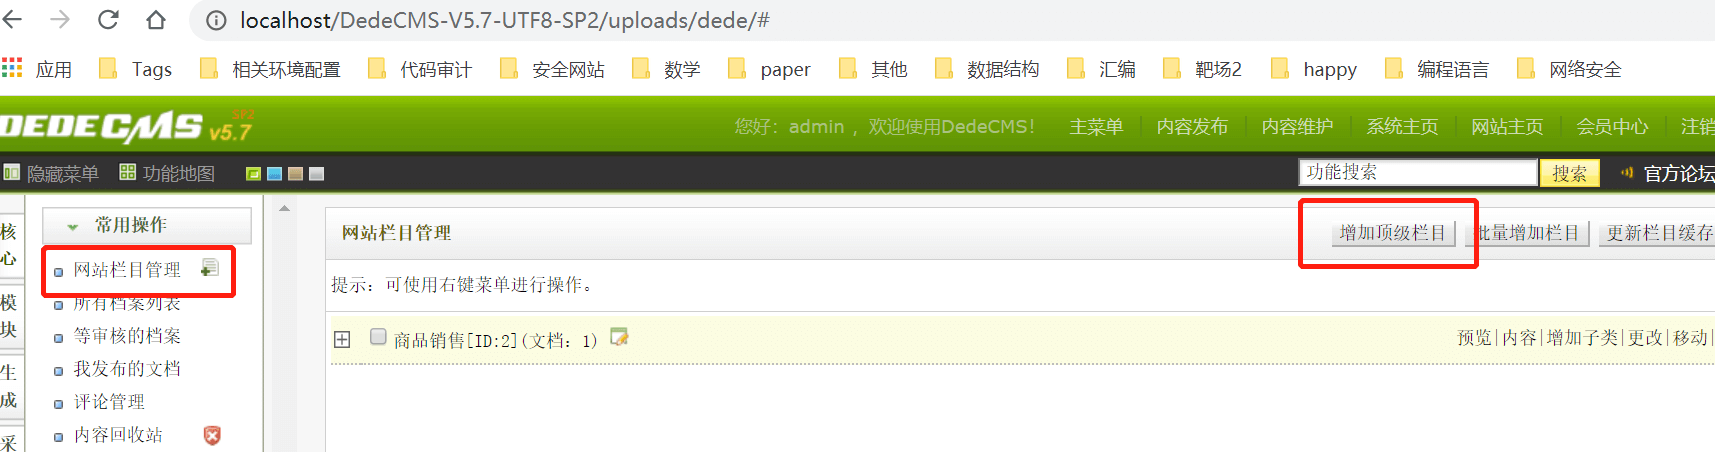 localhost/DedeCMS-V5.7-UTF8-SP2/uploads/dede/#
应用 Tags 相关环境配置 代码审计 安全网站 数学 paper 其他 数据结构 汇编 靶场2 happy 编程语言 网络安全
DEDECMS v5.7 SP2 您好：admin ，欢迎使用DedeCMS！ 主菜单 内容发布 内容维护 系统主页 网站主页 会员中心 注销
隐藏菜单 功能地图 功能搜索 搜索 官方论坛
核心
模块
生成
采
常用操作
网站栏目管理
所有档案列表
等审核的档案
我发布的文档
评论管理
内容回收站
网站栏目管理 增加顶级栏目 批量增加栏目 更新栏目缓存
提示：可使用右键菜单进行操作。
商品销售[ID:2](文档：1) 预览|内容|增加子类|更改|移动|